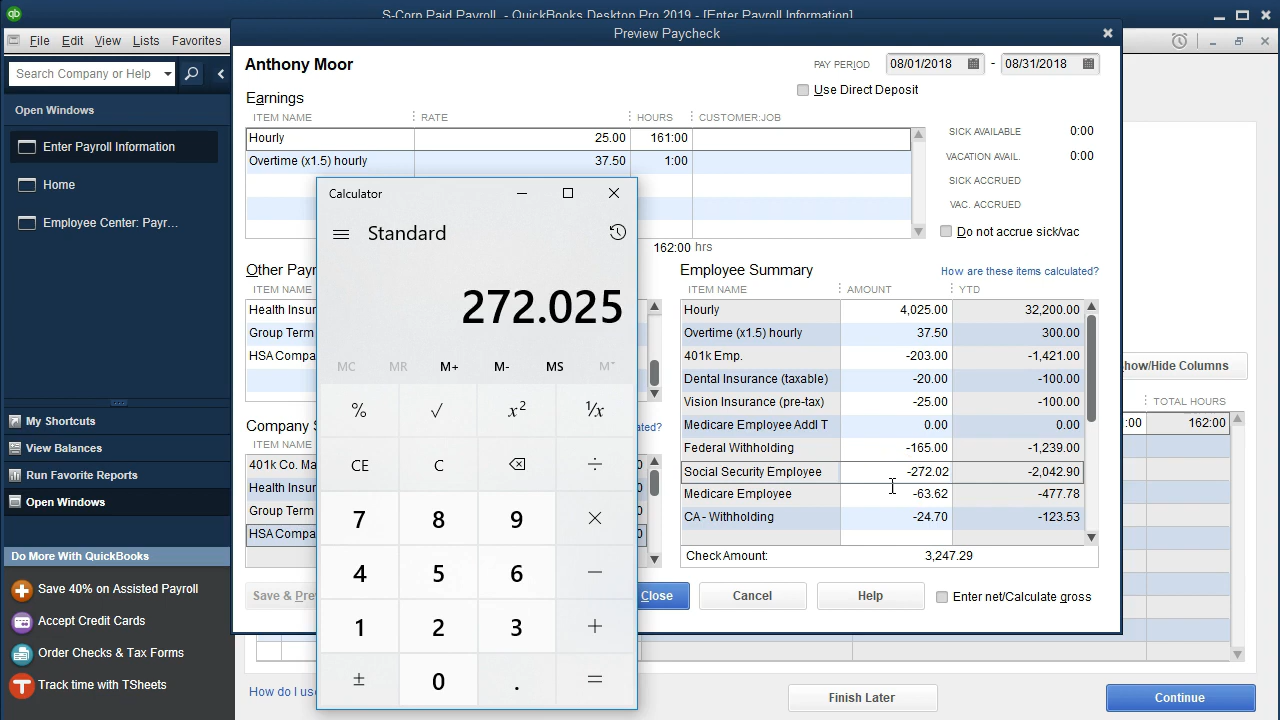 S-Corp Paid Payroll - QuickBooks Desktop Pro 2019 - [Enter Payroll Information]
File Edit View Lists Favorites
Preview Paycheck
Search Company or Help
Open Windows
Enter Payroll Information
Home
Employee Center: Payr...
My Shortcuts
View Balances
Run Favorite Reports
Open Windows
Do More With QuickBooks
Save 40% on Assisted Payroll
Accept Credit Cards
Order Checks & Tax Forms
Track time with TSheets
Anthony Moor
PAY PERIOD 08/01/2018 - 08/31/2018
Use Direct Deposit
Earnings
ITEM NAME RATE HOURS CUSTOMER:JOB
Hourly 25.00 161:00
Overtime (x1.5) hourly 37.50 1:00
162:00 hrs
SICK AVAILABLE 0:00
VACATION AVAIL. 0:00
SICK ACCRUED
VAC. ACCRUED
Do not accrue sick/vac
Other Payr
ITEM NAME
Health Insur
Group Term
HSA Compa
Company S
ated?
ITEM NAME
401k Co. Ma
Health Insur
Group Term
HSA Compa
Calculator
Standard
272.025
MC MR M+ M- MS M˅
% √ x² ¹/x
CE C ⌫ ÷
7 8 9 ×
4 5 6 −
1 2 3 +
± 0 . =
Employee Summary How are these items calculated?
ITEM NAME AMOUNT YTD
Hourly 4,025.00 32,200.00
Overtime (x1.5) hourly 37.50 300.00
401k Emp. -203.00 -1,421.00
Dental Insurance (taxable) -20.00 -100.00
Vision Insurance (pre-tax) -25.00 -100.00
Medicare Employee Addl T 0.00 0.00
Federal Withholding -165.00 -1,239.00
Social Security Employee -272.02 -2,042.90
Medicare Employee -63.62 -477.78
CA - Withholding -24.70 -123.53
Check Amount: 3,247.29
Save & Pre Close Cancel Help Enter net/Calculate gross
how/Hide Columns
TOTAL HOURS
:00 162:00
How do I us
Finish Later Continue